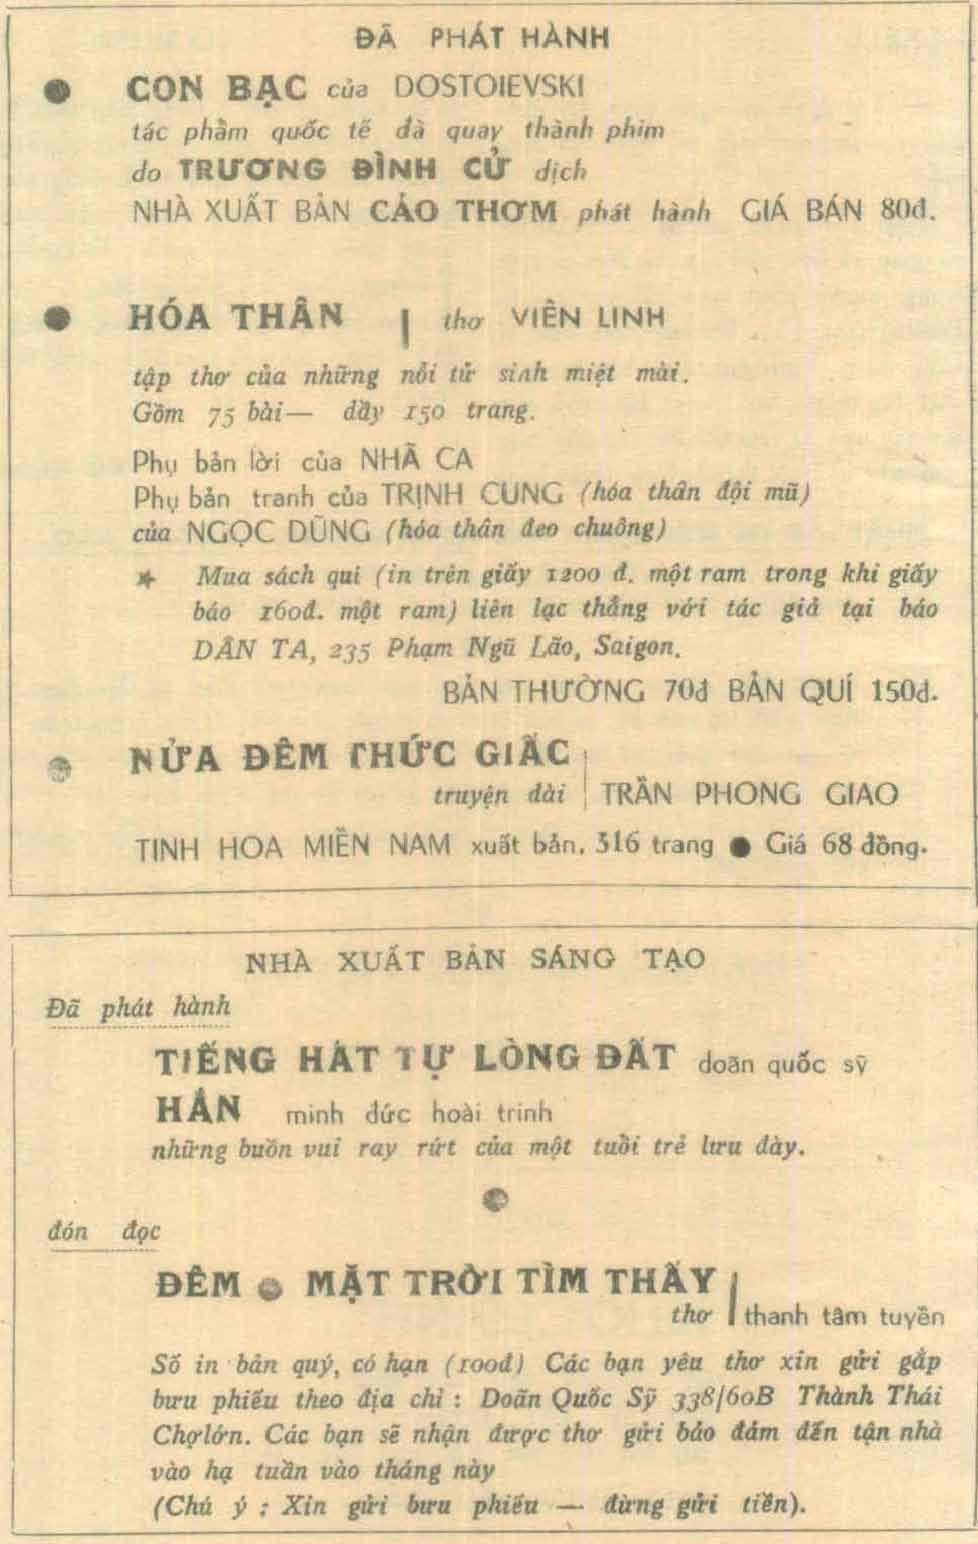 ĐÃ PHÁT HÀNH
● CON BẠC của DOSTOIEVSKI
tác phẩm quốc tế đã quay thành phim
do TRƯƠNG ĐÌNH CỬ dịch
NHÀ XUẤT BẢN CẢO THƠM phát hành GIÁ BÁN 80đ.
● HÓA THÂN | thơ VIÊN LINH
tập thơ của những nỗi tử sinh miệt mài.
Gồm 75 bài— dầy 150 trang.
Phụ bản lời của NHÃ CA
Phụ bản tranh của TRỊNH CUNG (hóa thân đội mũ)
của NGỌC DŨNG (hóa thân đeo chuông)
★ Mua sách quí (in trên giấy 1200 đ. một ram trong khi giấy
báo 160đ. một ram) liên lạc thẳng với tác giả tại báo
DÂN TA, 235 Phạm Ngũ Lão, Saigon.
BẢN THƯỜNG 70đ BẢN QUÍ 150đ.
● NỬA ĐÊM THỨC GIẤC
truyện dài | TRẦN PHONG GIAO
TINH HOA MIỀN NAM xuất bản. 316 trang ● Giá 68 đồng.
NHÀ XUẤT BẢN SÁNG TẠO
Đã phát hành
TIẾNG HÁT TỰ LÒNG ĐẤT doãn quốc sỹ
HẮN minh đức hoài trinh
những buồn vui ray rứt của một tuổi trẻ lưu đày.
●
đón đọc
ĐÊM ● MẶT TRỜI TÌM THẤY
thơ | thanh tâm tuyền
Số in bản quý, có hạn (100đ) Các bạn yêu thơ xin gửi gắp
bưu phiếu theo địa chỉ : Doãn Quốc Sỹ 338/60B Thành Thái
Chợlớn. Các bạn sẽ nhận được thơ gửi bảo đảm đến tận nhà
vào hạ tuần vào tháng này
(Chú ý : Xin gửi bưu phiếu — đừng gửi tiền).